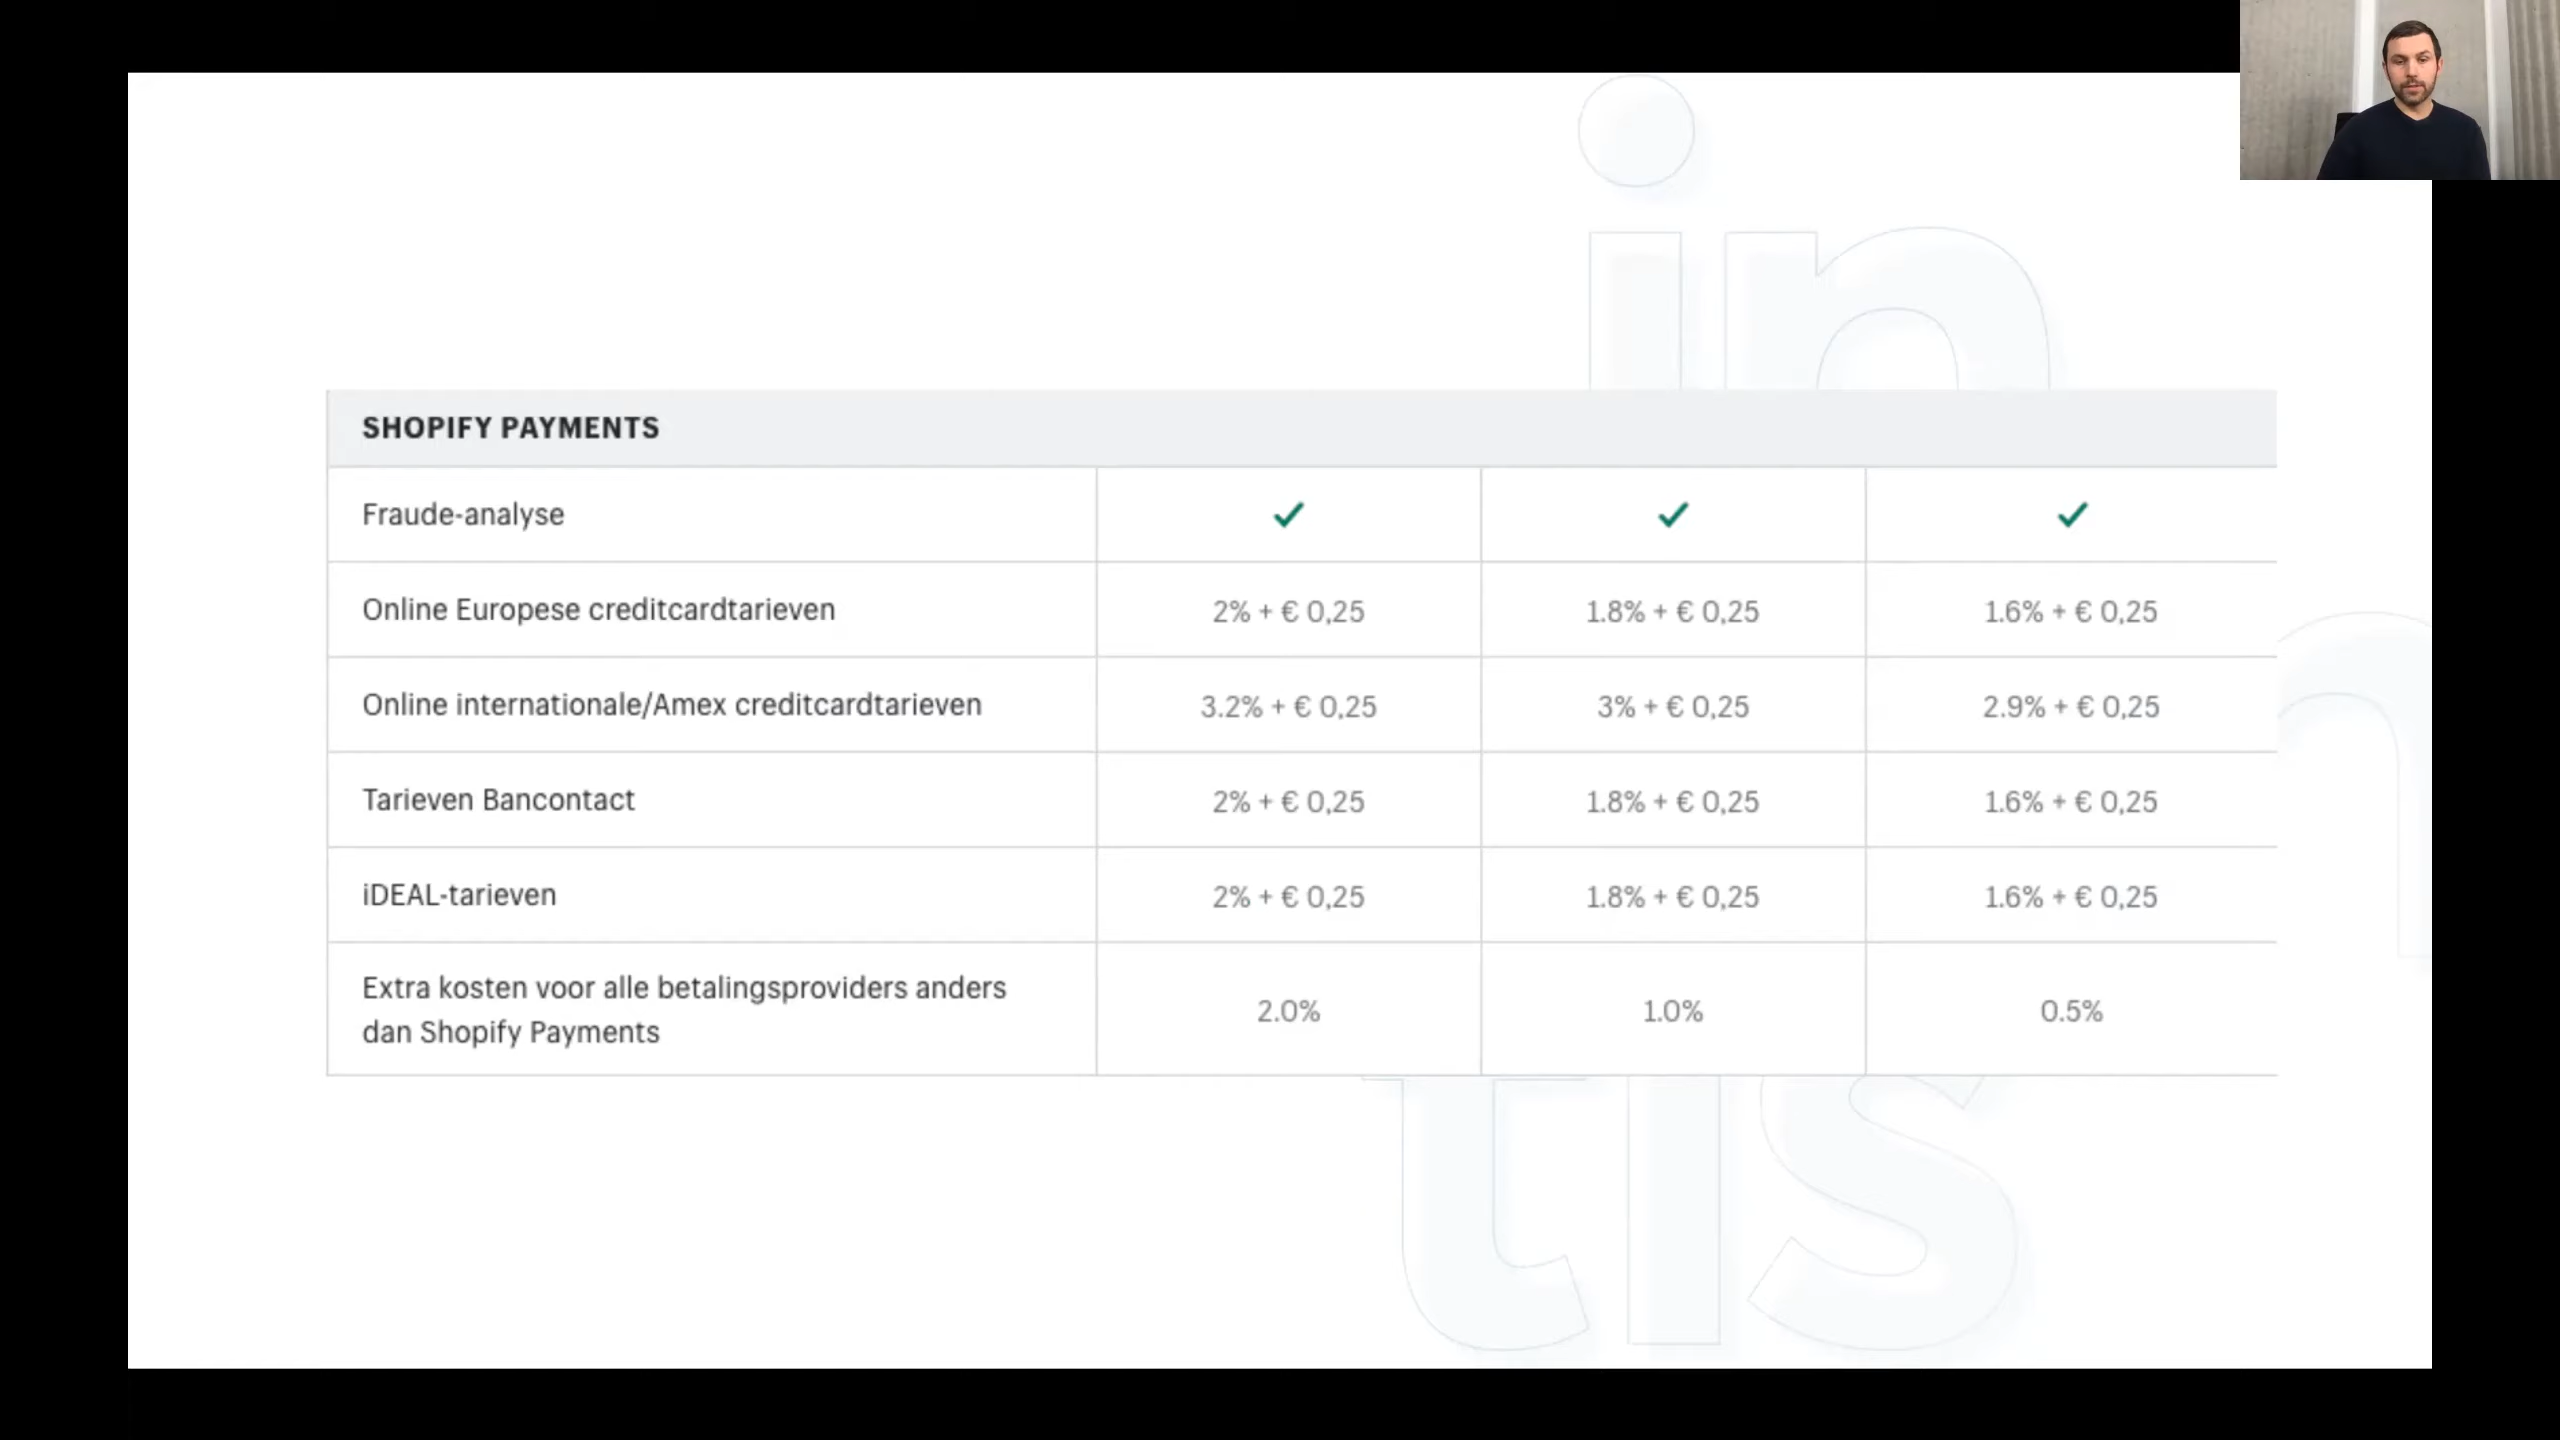 in
SHOPIFY PAYMENTS
Fraude-analyse ✓ ✓ ✓
Online Europese creditcardtarieven 2% + € 0,25 1.8% + € 0,25 1.6% + € 0,25
Online internationale/Amex creditcardtarieven 3.2% + € 0,25 3% + € 0,25 2.9% + € 0,25
Tarieven Bancontact 2% + € 0,25 1.8% + € 0,25 1.6% + € 0,25
iDEAL-tarieven 2% + € 0,25 1.8% + € 0,25 1.6% + € 0,25
Extra kosten voor alle betalingsproviders anders
dan Shopify Payments 2.0% 1.0% 0.5%
tis